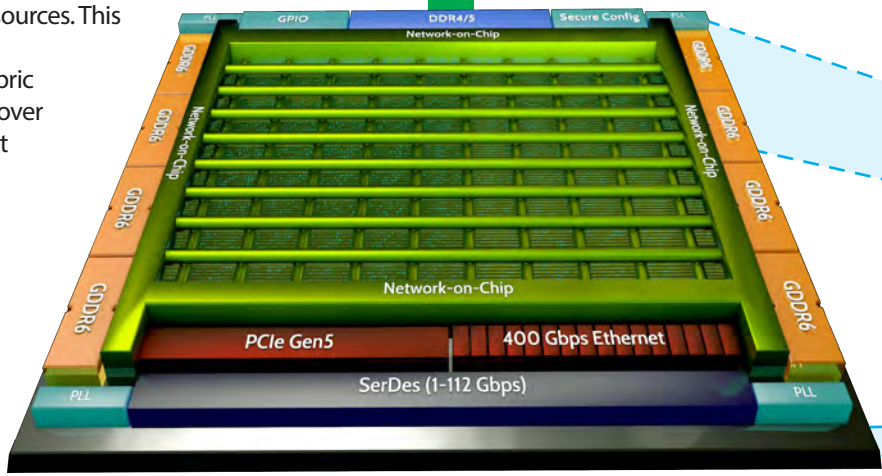 sources. This
bric
over
t
PLL
GPIO
DDR4/5
Secure Config
PLL
Network-on-Chip
GDDR6
GDDR6
GDDR6
GDDR6
Network-on-Chip
Network-on-Chip
GDDR6
GDDR6
GDDR6
GDDR6
Network-on-Chip
PCIe Gen5
400 Gbps Ethernet
SerDes (1-112 Gbps)
PLL
PLL